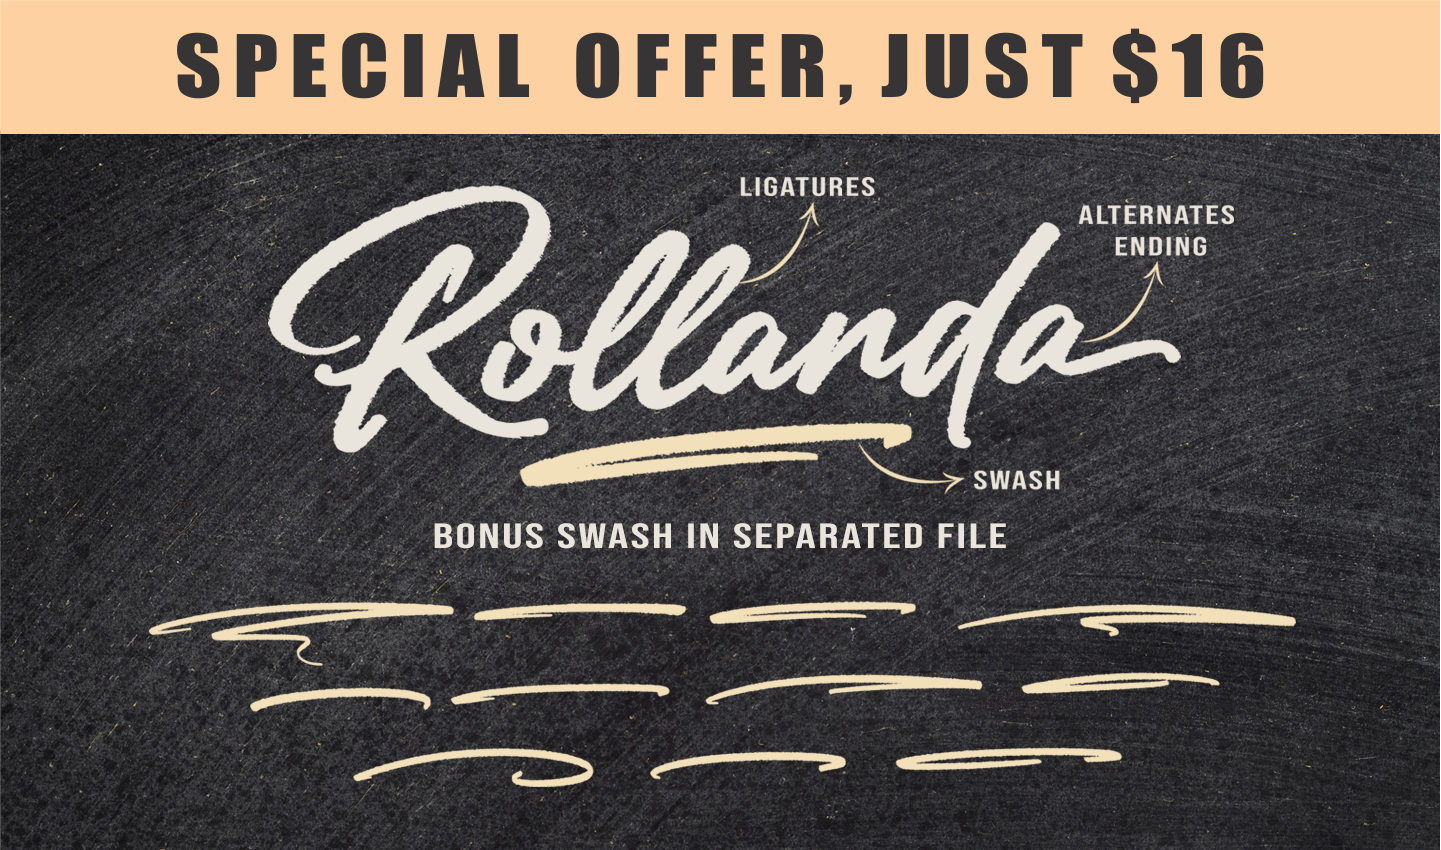 SPECIAL OFFER, JUST $16
LIGATURES
ALTERNATES
ENDING
Rollanda
SWASH
BONUS SWASH IN SEPARATED FILE